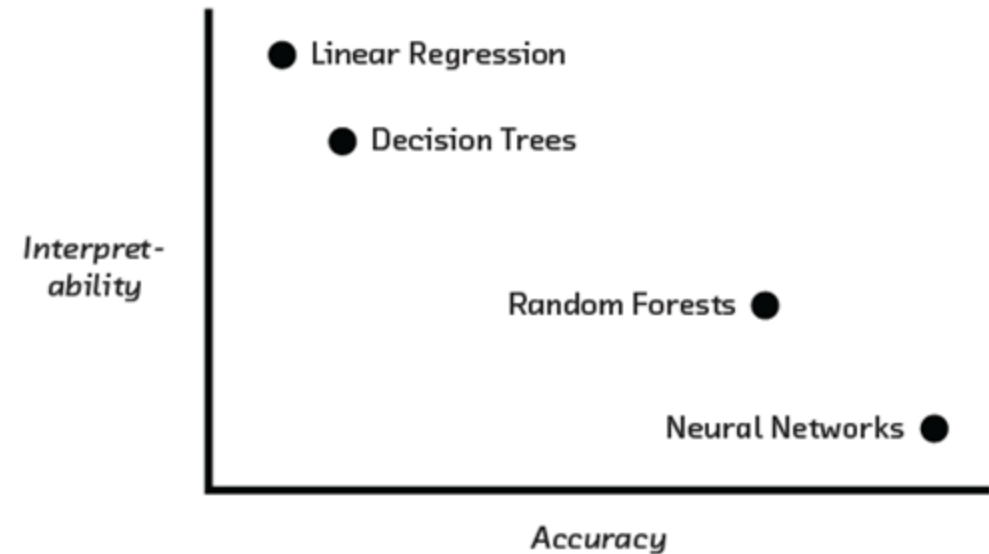 Linear Regression
Decision Trees
Interpret-
ability
Random Forests
Neural Networks
Accuracy